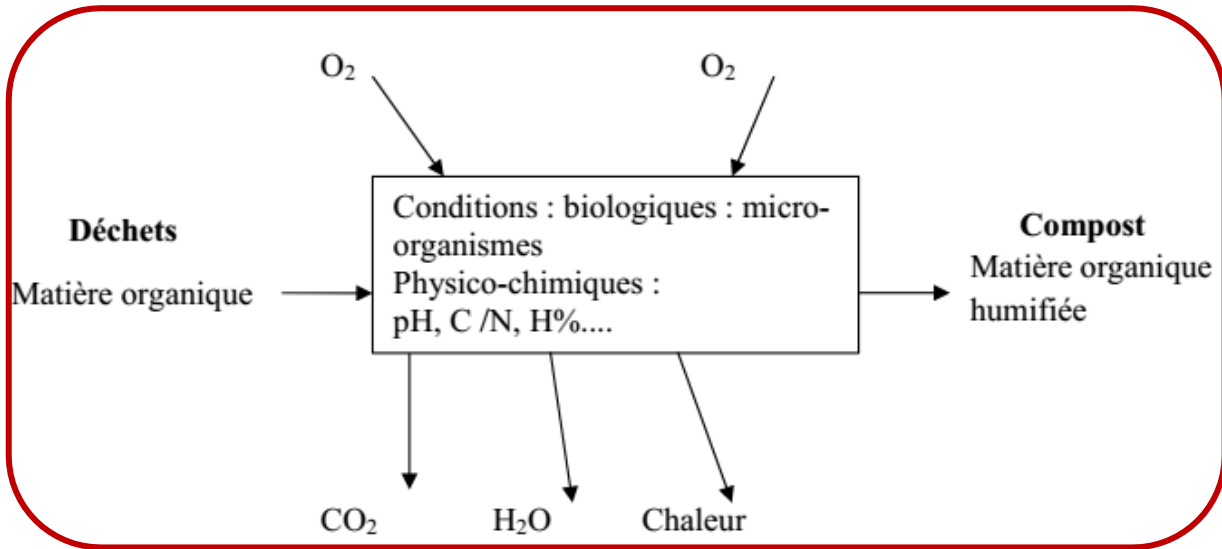 O₂
O₂
Déchets
Matière organique
Conditions : biologiques : micro-
organismes
Physico-chimiques :
pH, C /N, H%....
Compost
Matière organique
humifiée
CO₂
H₂O
Chaleur